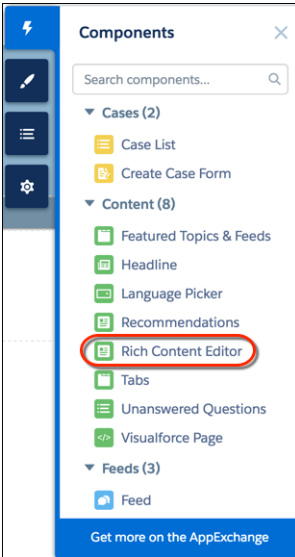 Components
Search components...
Cases (2)
Case List
Create Case Form
Content (8)
Featured Topics & Feeds
Headline
Language Picker
Recommendations
Rich Content Editor
Tabs
Unanswered Questions
Visualforce Page
Feeds (3)
Feed
Get more on the AppExchange